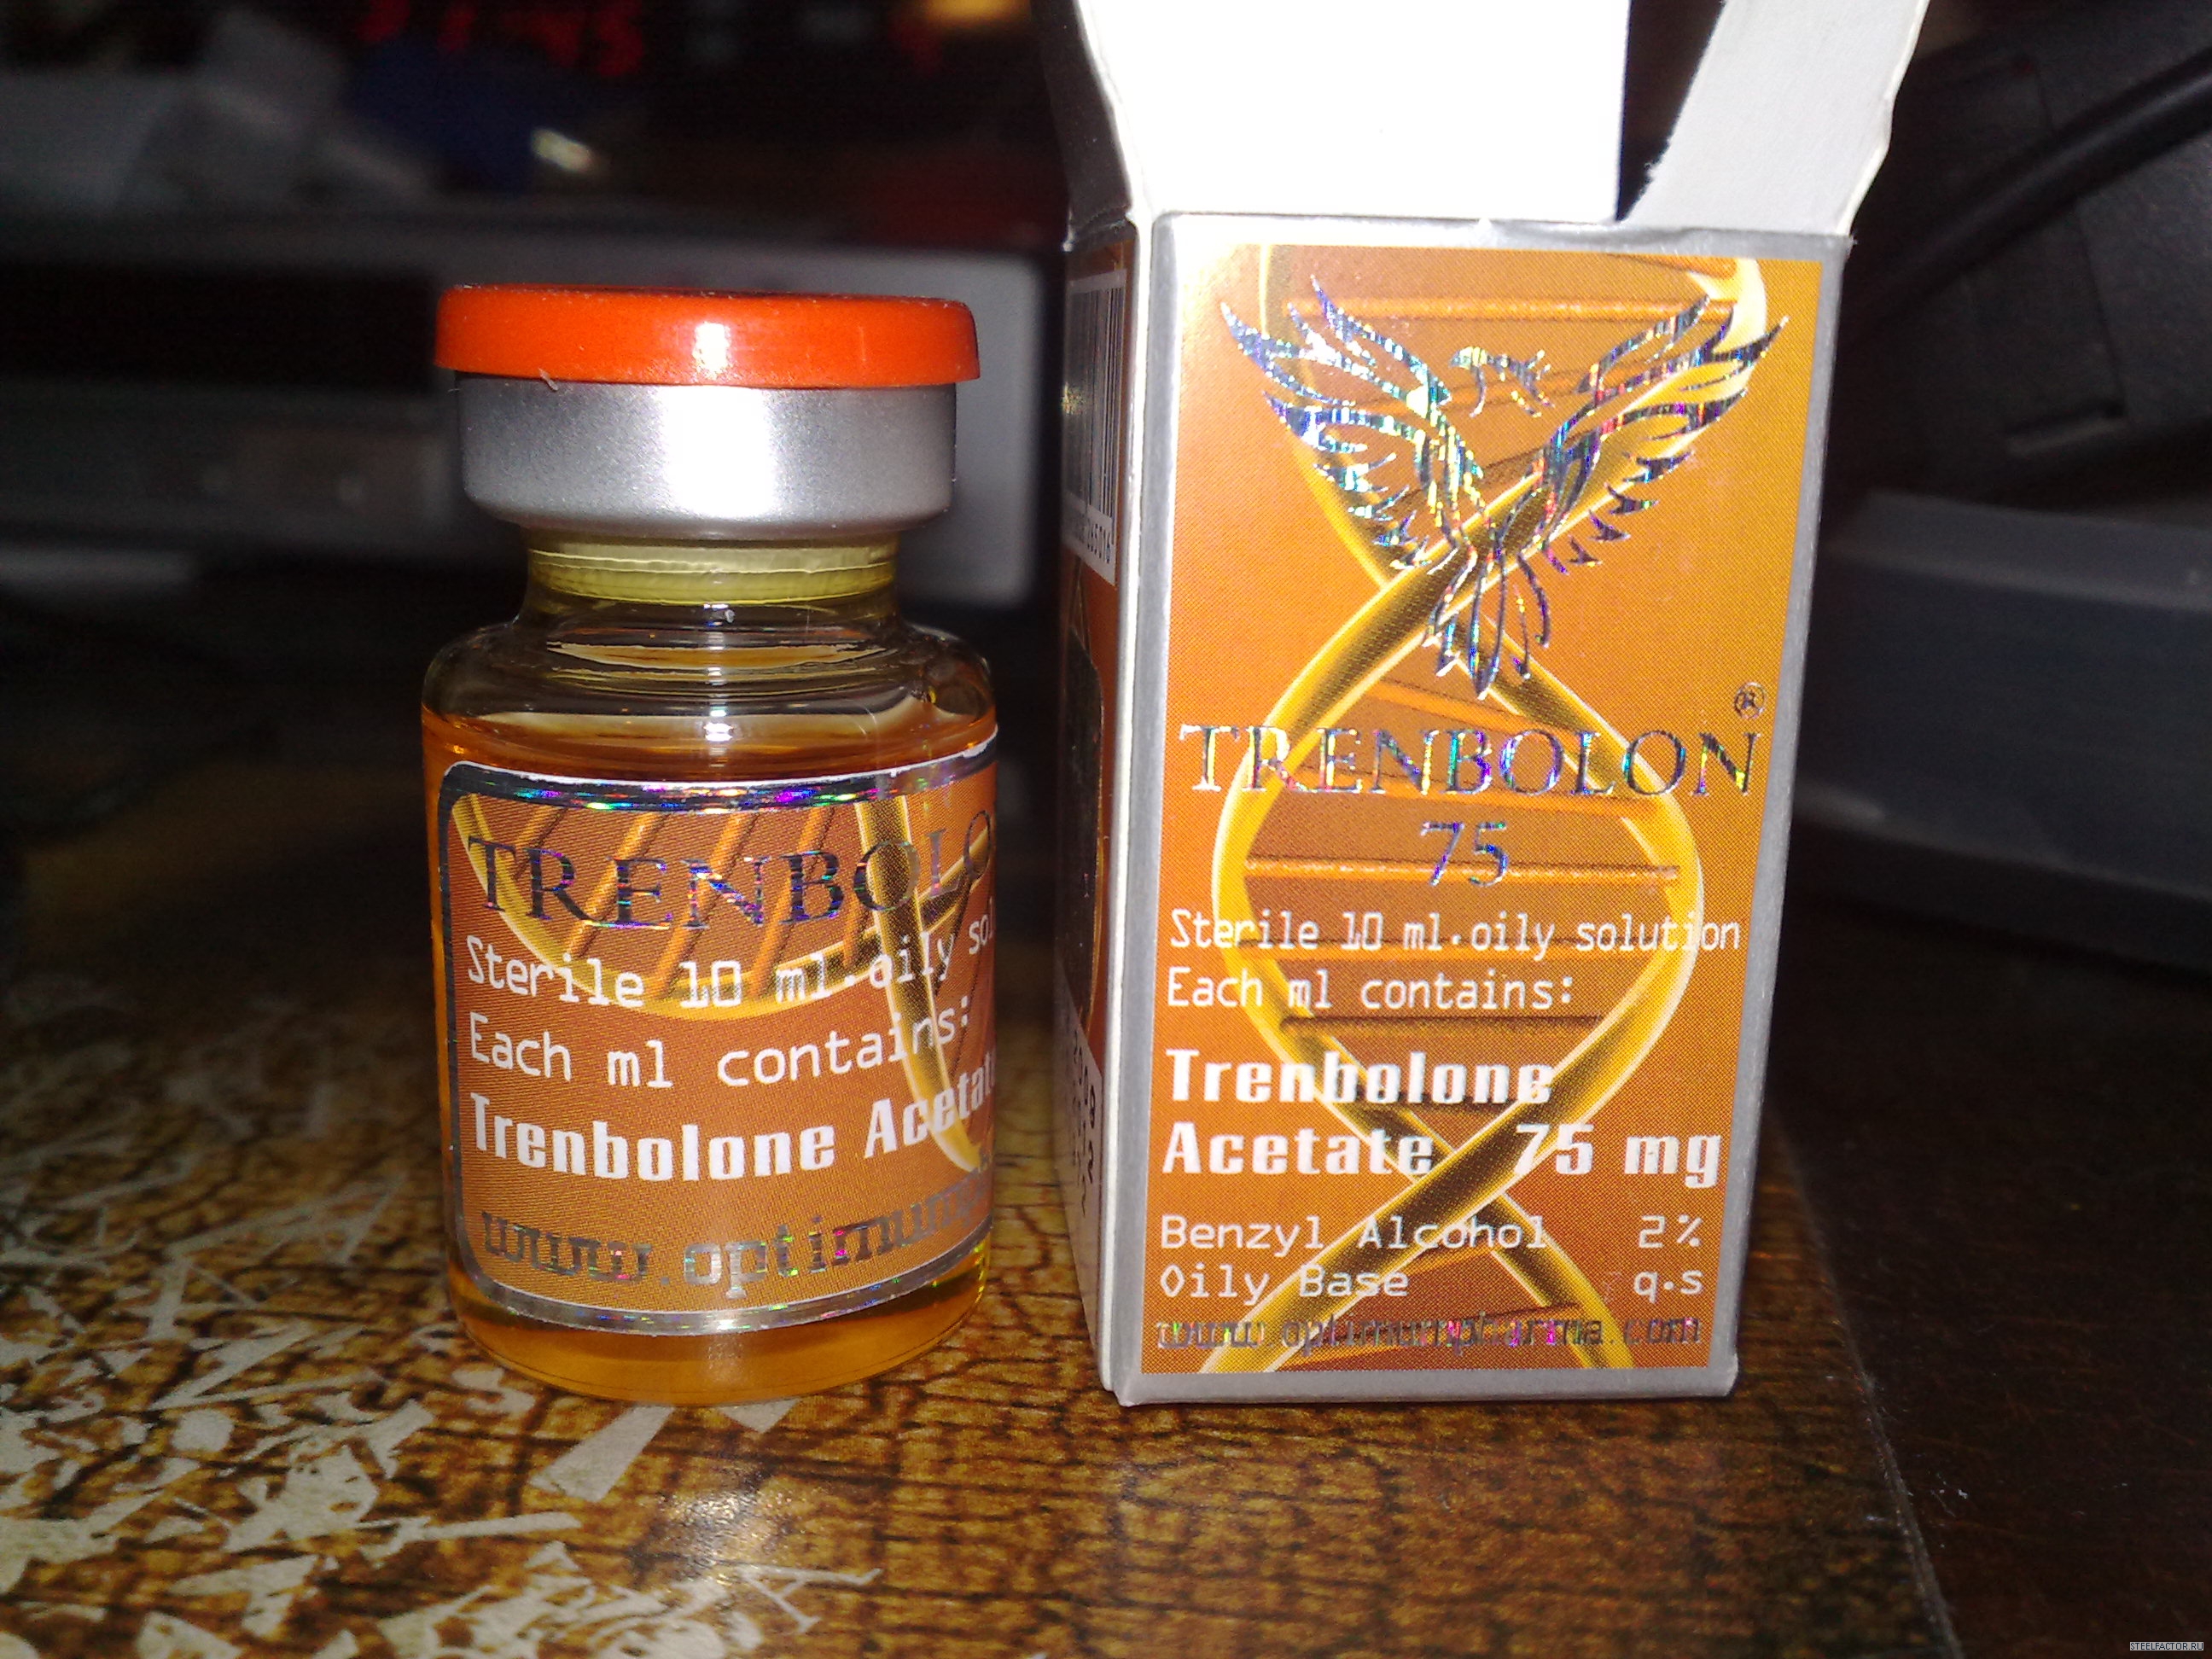 TRENBOLO
Sterile 10 ml.oily sol
Each ml contains:
Trenbolone Acetat
www.optimump
®
TRENBOLON
75
Sterile 10 ml.oily solution
Each ml contains:
Trenbolone
Acetate 75 mg
Benzyl Alcohol 2%
Oily Base q.s
www.optimumpharma.com
STEELFACTOR.RU